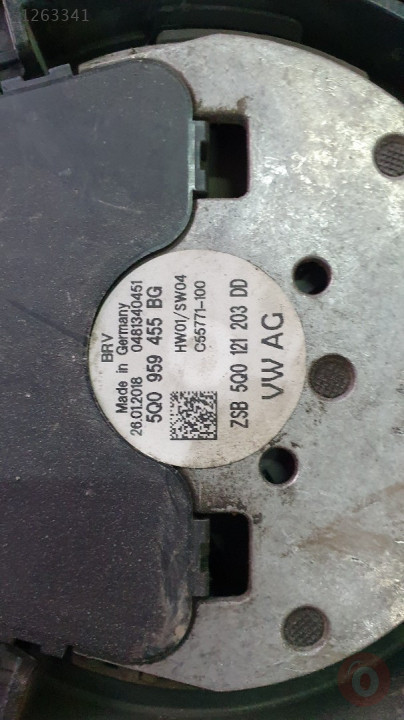 1263341
BRV
Made in Germany
26.01.2018 0481340451
5Q0 959 455 BG
HW01/SW04
C55771-100
ZSB 5Q0 121 203 DD
VW AG